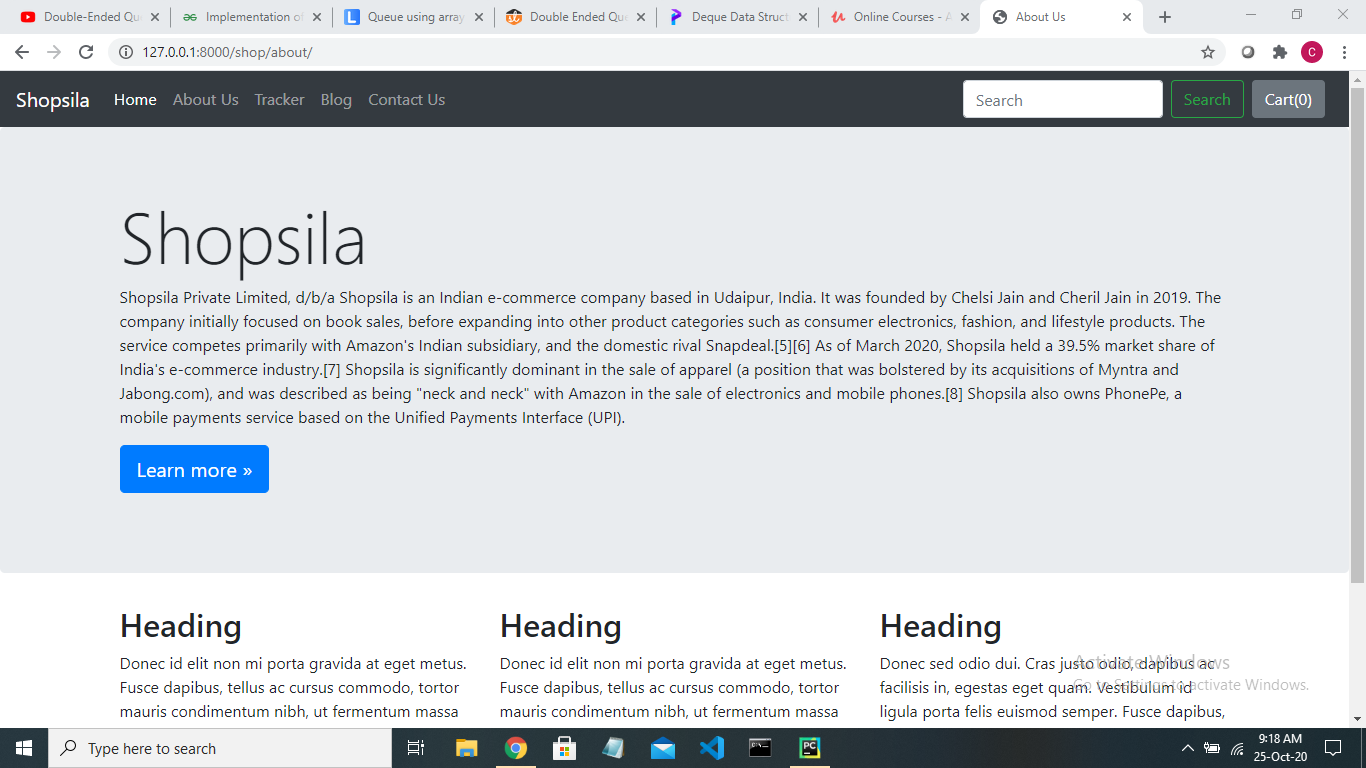 Double-Ended Qu
Implementation o
Queue using array
Double Ended Qu
Deque Data Struct
Online Courses - A
About Us
127.0.0.1:8000/shop/about/
C
Shopsila Home About Us Tracker Blog Contact Us Search Search Cart(0)
Shopsila
Shopsila Private Limited, d/b/a Shopsila is an Indian e-commerce company based in Udaipur, India. It was founded by Chelsi Jain and Cheril Jain in 2019. The
company initially focused on book sales, before expanding into other product categories such as consumer electronics, fashion, and lifestyle products. The
service competes primarily with Amazon's Indian subsidiary, and the domestic rival Snapdeal.[5][6] As of March 2020, Shopsila held a 39.5% market share of
India's e-commerce industry.[7] Shopsila is significantly dominant in the sale of apparel (a position that was bolstered by its acquisitions of Myntra and
Jabong.com), and was described as being "neck and neck" with Amazon in the sale of electronics and mobile phones.[8] Shopsila also owns PhonePe, a
mobile payments service based on the Unified Payments Interface (UPI).
Learn more »
Heading
Donec id elit non mi porta gravida at eget metus.
Fusce dapibus, tellus ac cursus commodo, tortor
mauris condimentum nibh, ut fermentum massa
Heading
Donec id elit non mi porta gravida at eget metus.
Fusce dapibus, tellus ac cursus commodo, tortor
mauris condimentum nibh, ut fermentum massa
Heading
Donec sed odio dui. Cras justo odio, dapibus ac
facilisis in, egestas eget quam. Vestibulum id
ligula porta felis euismod semper. Fusce dapibus,
Activate Windows
Go to Settings to activate Windows.
Type here to search
PC
9:18 AM
25-Oct-20